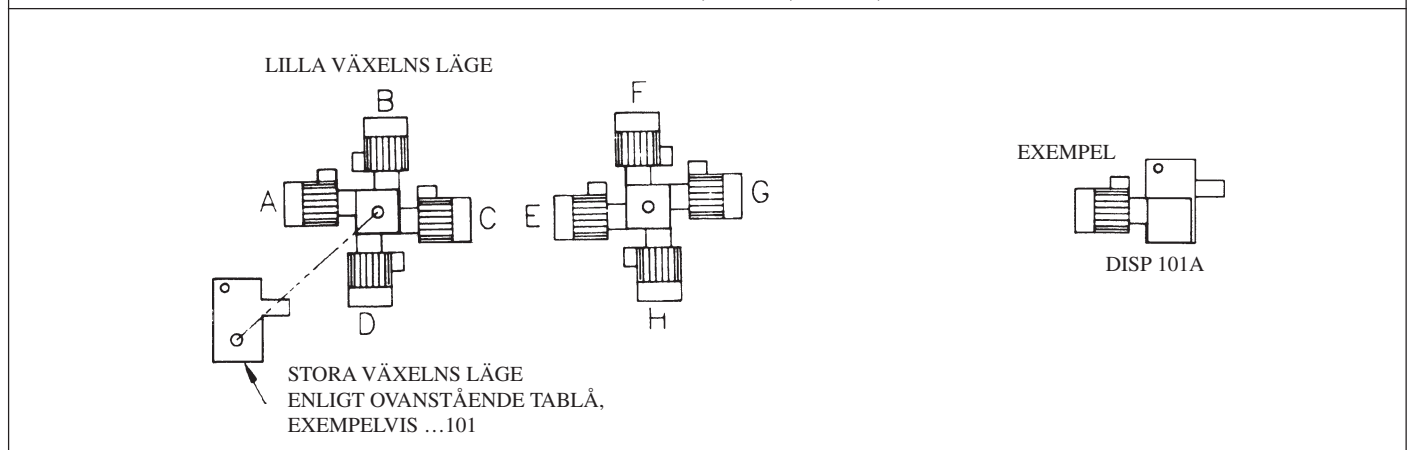 LILLA VÄXELNS LÄGE
B
A
C
D
F
E
G
H
STORA VÄXELNS LÄGE
ENLIGT OVANSTÅENDE TABLÅ,
EXEMPELVIS …101
EXEMPEL
DISP 101A